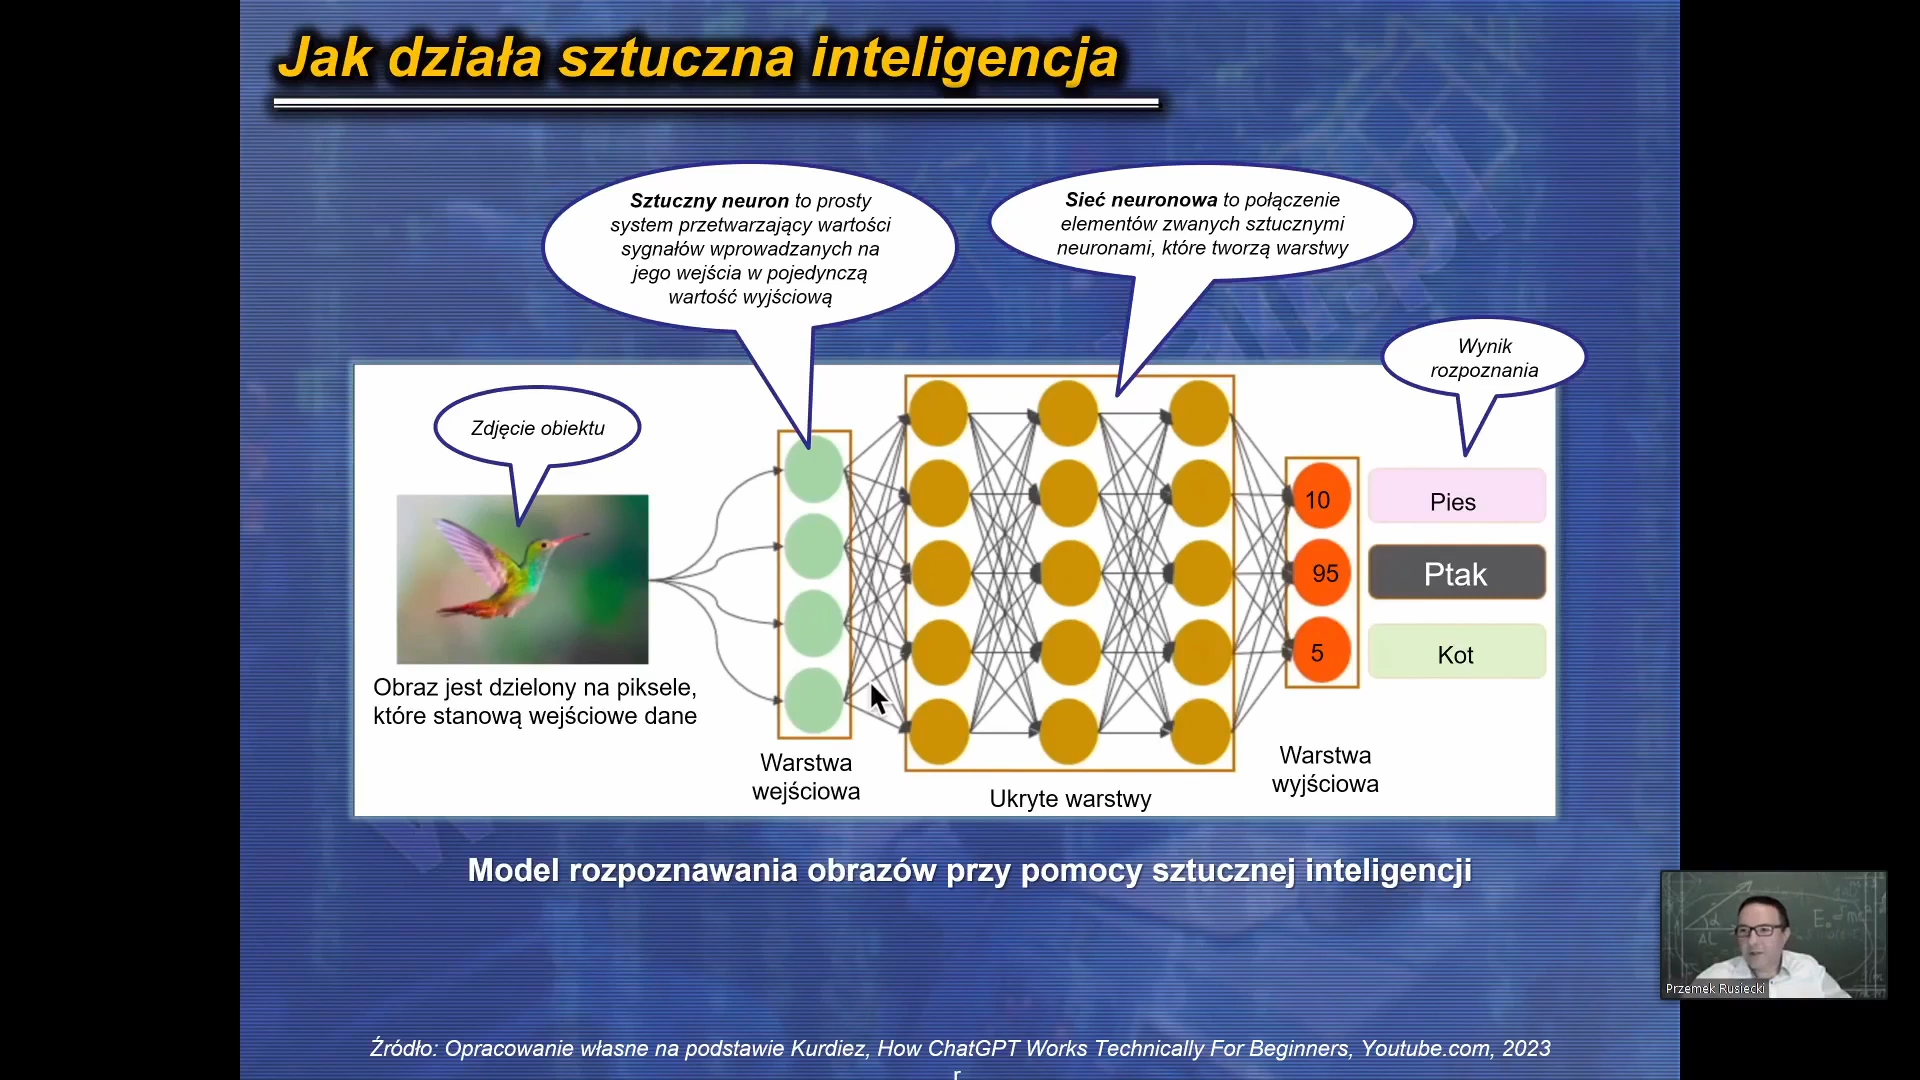 Jak działa sztuczna inteligencja
Sztuczny neuron to prosty
system przetwarzający wartości
sygnałów wprowadzanych na
jego wejścia w pojedynczą
wartość wyjściową
Sieć neuronowa to połączenie
elementów zwanych sztucznymi
neuronami, które tworzą warstwy
Wynik
rozpoznania
Zdjęcie obiektu
Obraz jest dzielony na piksele,
które stanową wejściowe dane
Warstwa
wejściowa
Ukryte warstwy
Warstwa
wyjściowa
10
Pies
95
Ptak
5
Kot
Model rozpoznawania obrazów przy pomocy sztucznej inteligencji
Przemek Rusiecki
Źródło: Opracowanie własne na podstawie Kurdiez, How ChatGPT Works Technically For Beginners, Youtube.com, 2023
r